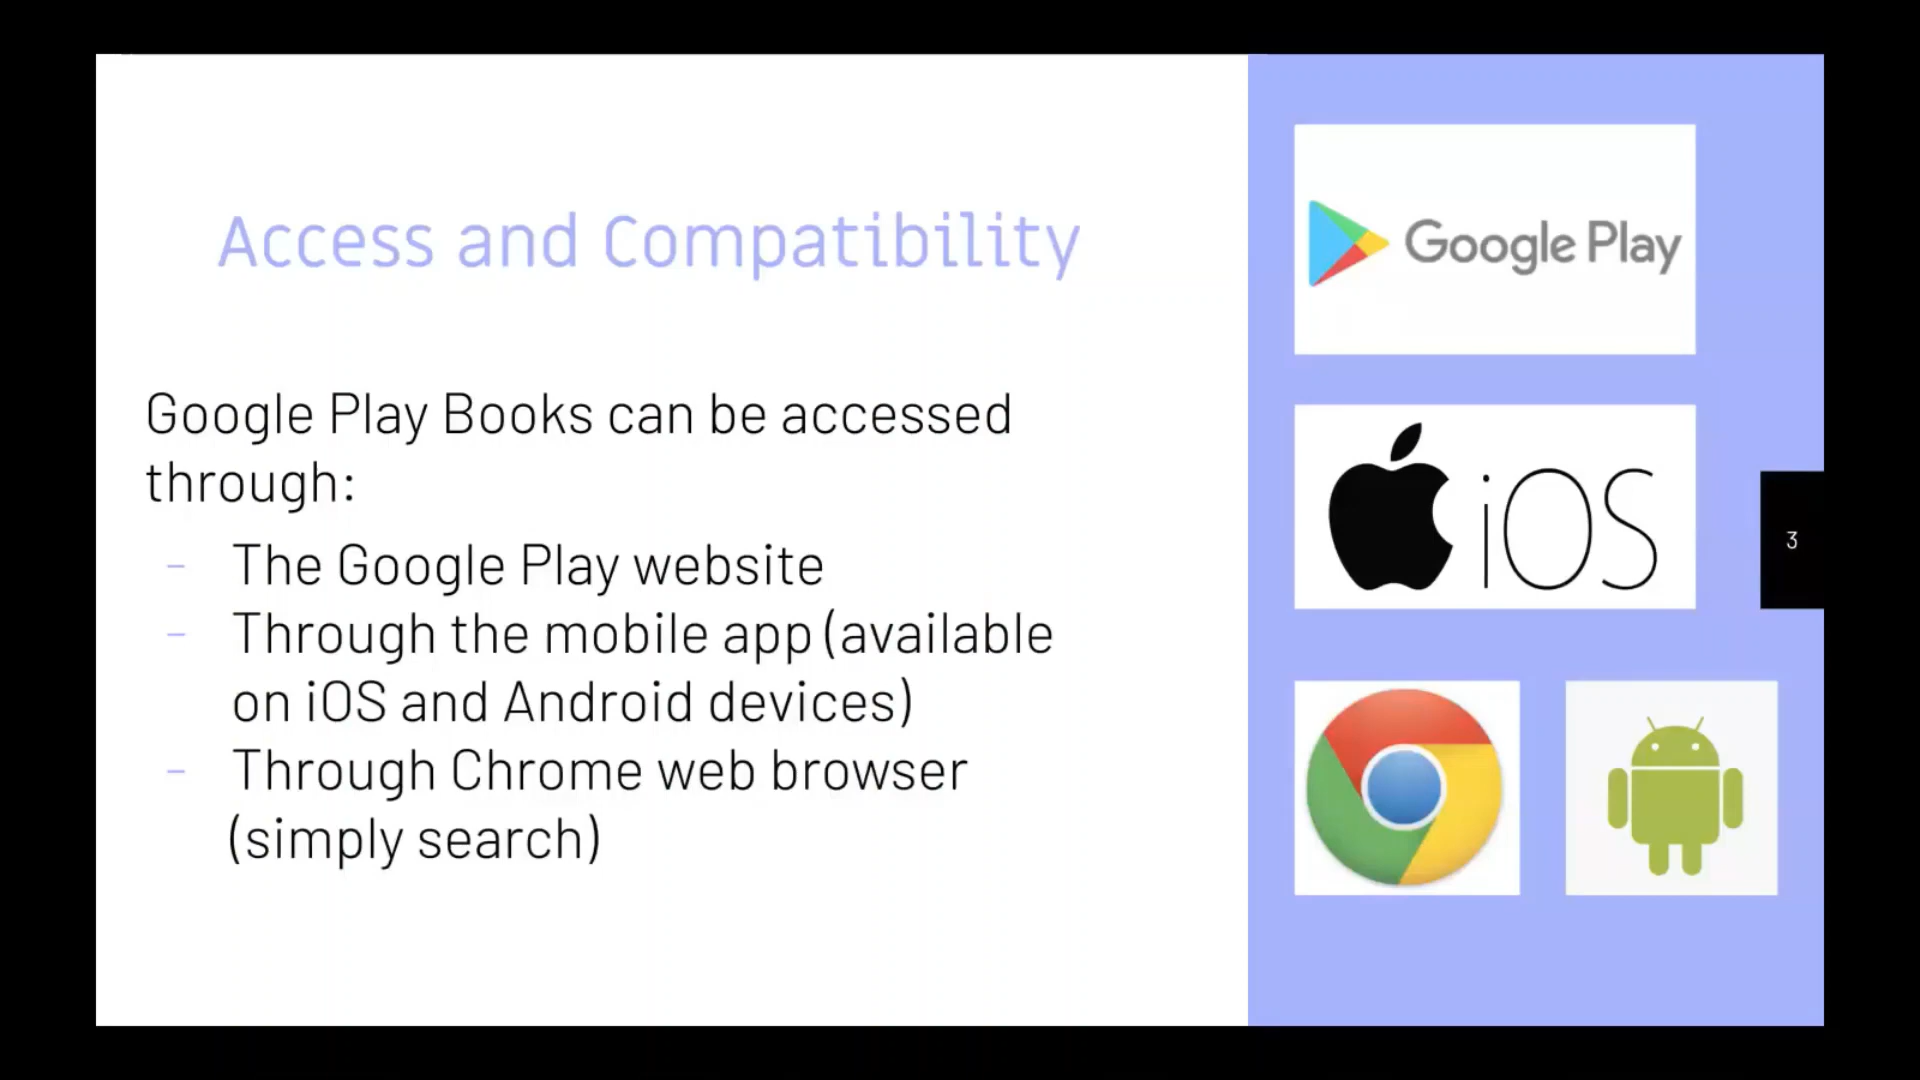 Access and Compatibility
Google Play Books can be accessed
through:
- The Google Play website
- Through the mobile app (available
on iOS and Android devices)
- Through Chrome web browser
(simply search)
Google Play
iOS
3